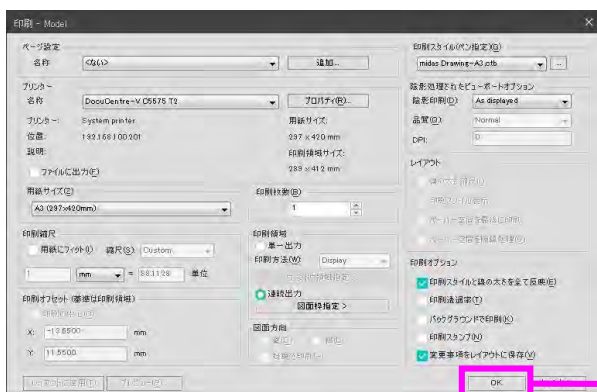 印刷 - Model
ページ設定
名称 <ない> 追加...
プリンター
名称 DocuCentre-V C5575 T2 プロパティ(R)...
プリンター: System printer 用紙サイズ:
位置: 192.168.100.201 297 × 420 mm
説明: 印刷領域サイズ:
ファイルに出力(F) 289 × 412 mm
用紙サイズ(Z) 印刷枚数(B)
A3 (297×420mm) 1
印刷縮尺
用紙にフィット(I) 縮尺(S): Custom
1 mm = 単位
印刷領域
単一出力
印刷方法(W): Display
連続出力
図面枠指定 >
印刷オフセット (基準は印刷領域)
X: mm
Y: 11.5500 mm
図面方向
印刷スタイル(ペン指定)(G)
midas Drawing-A3.ctb ...
陰影処理されたビューポートオプション
陰影印刷(D) As displayed
品質(Q) Normal
DPI:
レイアウト
印刷オプション
印刷スタイルと線の太さを全て反映(E)
印刷透過率(T)
バックグラウンドで印刷(K)
印刷スタンプ(N)
変更事項をレイアウトに保存(V)
OK